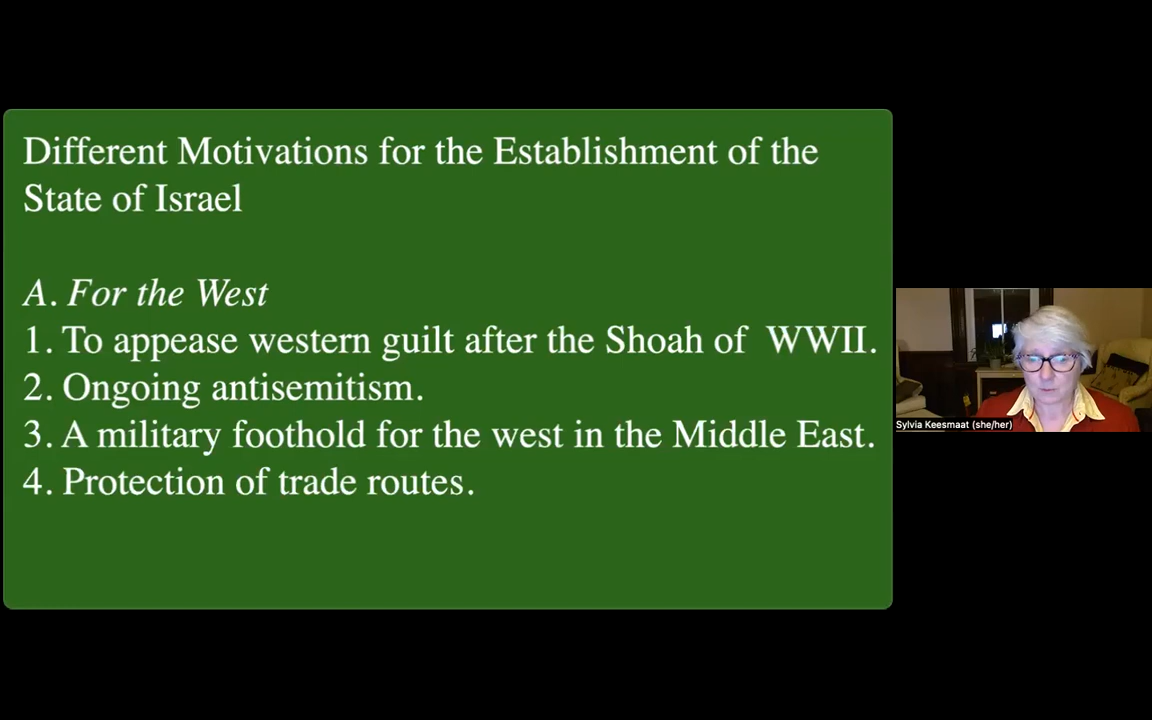 Different Motivations for the Establishment of the
State of Israel
A. For the West
1. To appease western guilt after the Shoah of  WWII.
2. Ongoing antisemitism.
3. A military foothold for the west in the Middle East.
4. Protection of trade routes.
Sylvia Keesmaat (she/her)